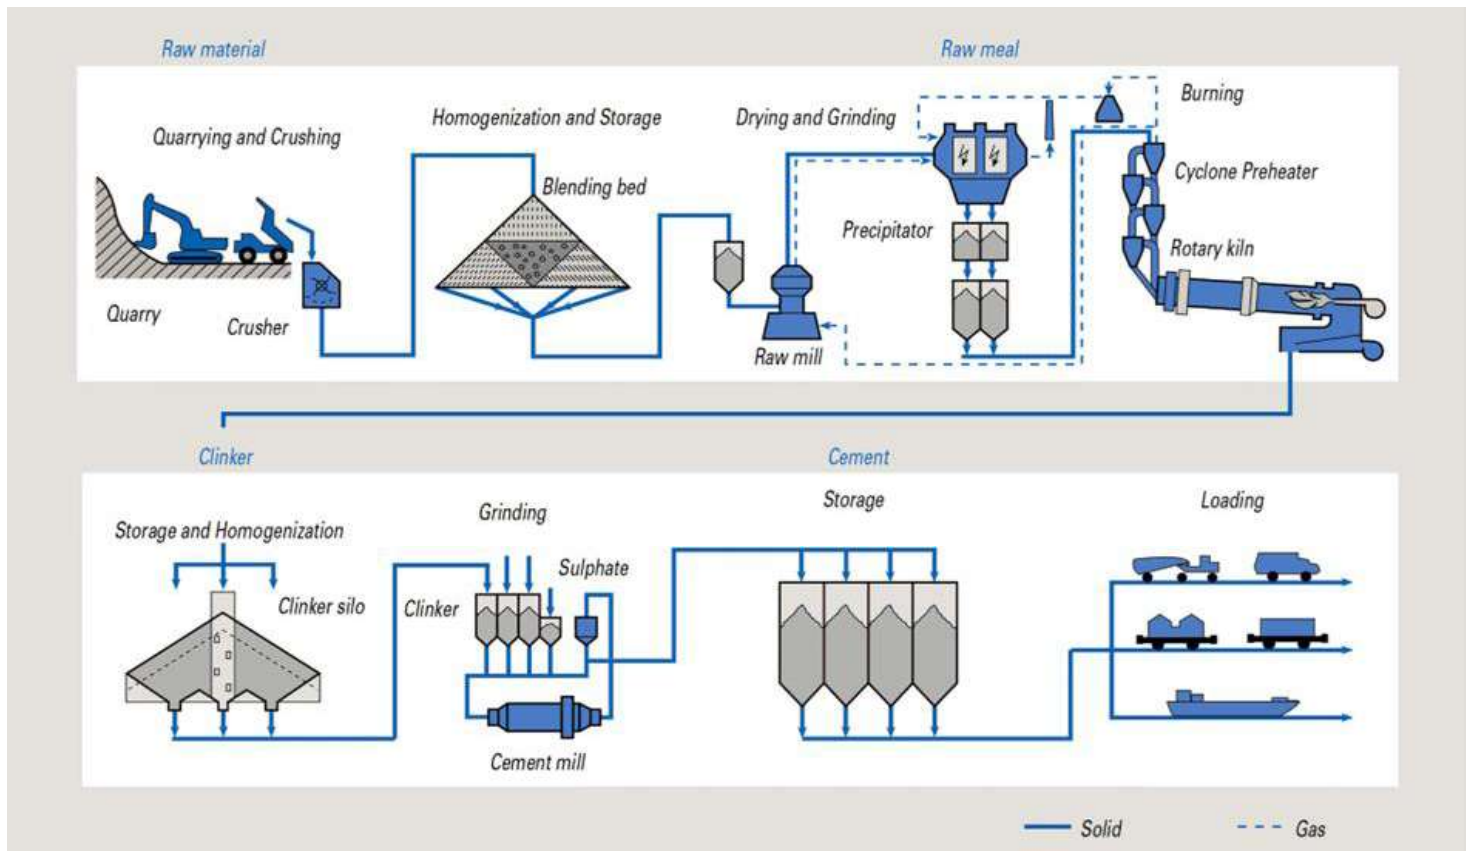 Raw material
Raw meal
Quarrying and Crushing
Homogenization and Storage
Drying and Grinding
Burning
Blending bed
Cyclone Preheater
Precipitator
Rotary kiln
Quarry
Crusher
Raw mill
Clinker
Cement
Storage and Homogenization
Grinding
Storage
Loading
Sulphate
Clinker silo
Clinker
Cement mill
Solid
Gas